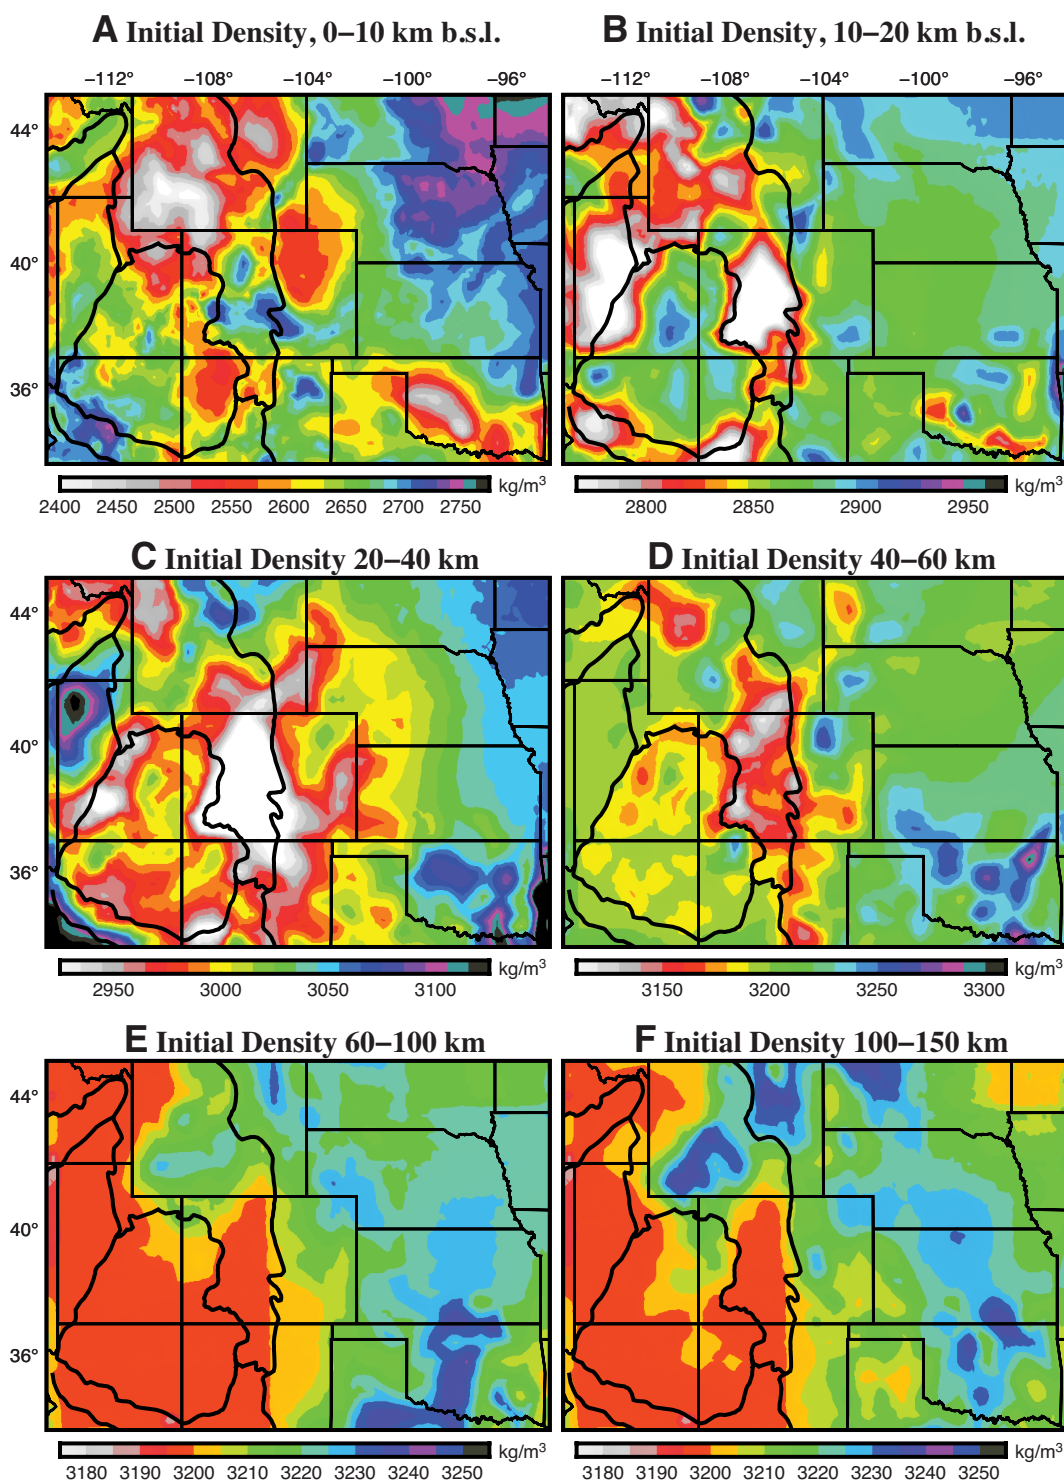 A Initial Density, 0–10 km b.s.l.
B Initial Density, 10–20 km b.s.l.
−112° −108° −104° −100° −96°
−112° −108° −104° −100° −96°
44°
40°
36°
kg/m³
2400 2450 2500 2550 2600 2650 2700 2750
kg/m³
2800 2850 2900 2950
C Initial Density 20–40 km
D Initial Density 40–60 km
44°
40°
36°
kg/m³
2950 3000 3050 3100
kg/m³
3150 3200 3250 3300
E Initial Density 60–100 km
F Initial Density 100–150 km
44°
40°
36°
kg/m³
3180 3190 3200 3210 3220 3230 3240 3250
kg/m³
3180 3190 3200 3210 3220 3230 3240 3250